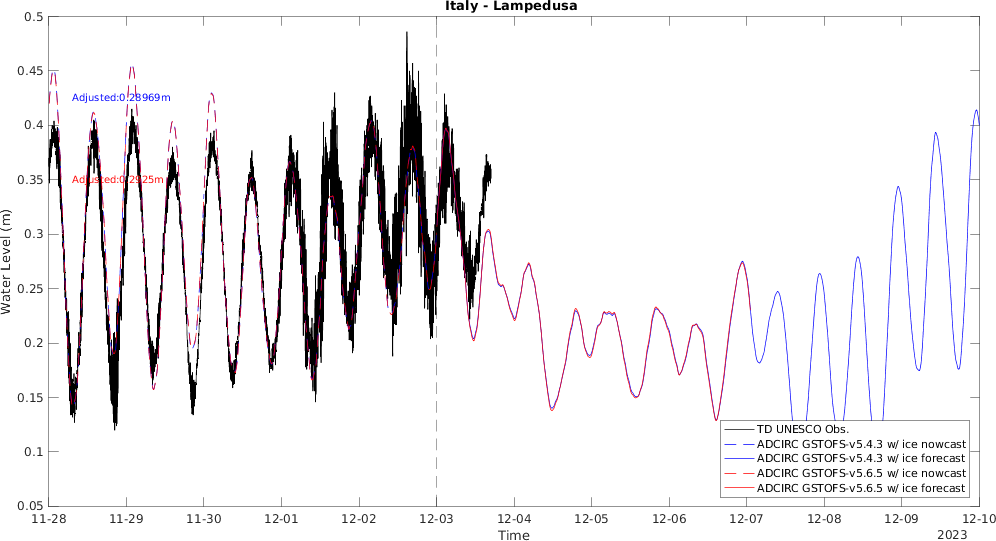 Italy - Lampedusa
0.5
0.45
0.4
0.35
0.3
0.25
0.2
0.15
0.1
0.05
Water Level (m)
Adjusted:0.28969m
Adjusted:0.2925m
TD UNESCO Obs.
ADCIRC GSTOFS-v5.4.3 w/ ice nowcast
ADCIRC GSTOFS-v5.4.3 w/ ice forecast
ADCIRC GSTOFS-v5.6.5 w/ ice nowcast
ADCIRC GSTOFS-v5.6.5 w/ ice forecast
11-28 11-29 11-30 12-01 12-02 12-03 12-04 12-05 12-06 12-07 12-08 12-09 12-10
Time
2023